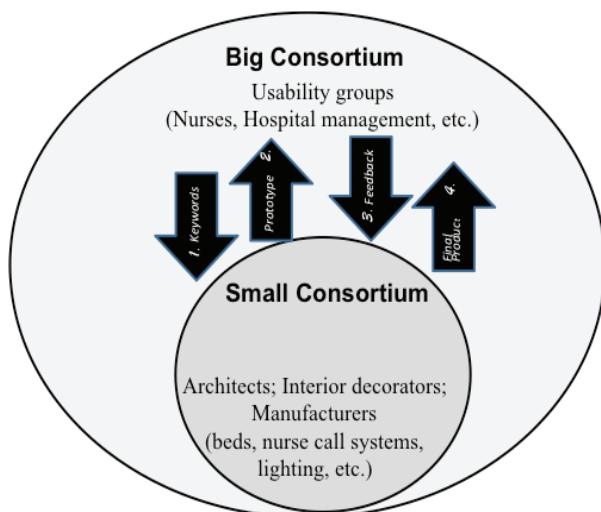 Big Consortium
Usability groups
(Nurses, Hospital management, etc.)
1. Keywords
2.
Prototype
3. Feedback
4.
Final
Product
Small Consortium
Architects; Interior decorators;
Manufacturers
(beds, nurse call systems,
lighting, etc.)